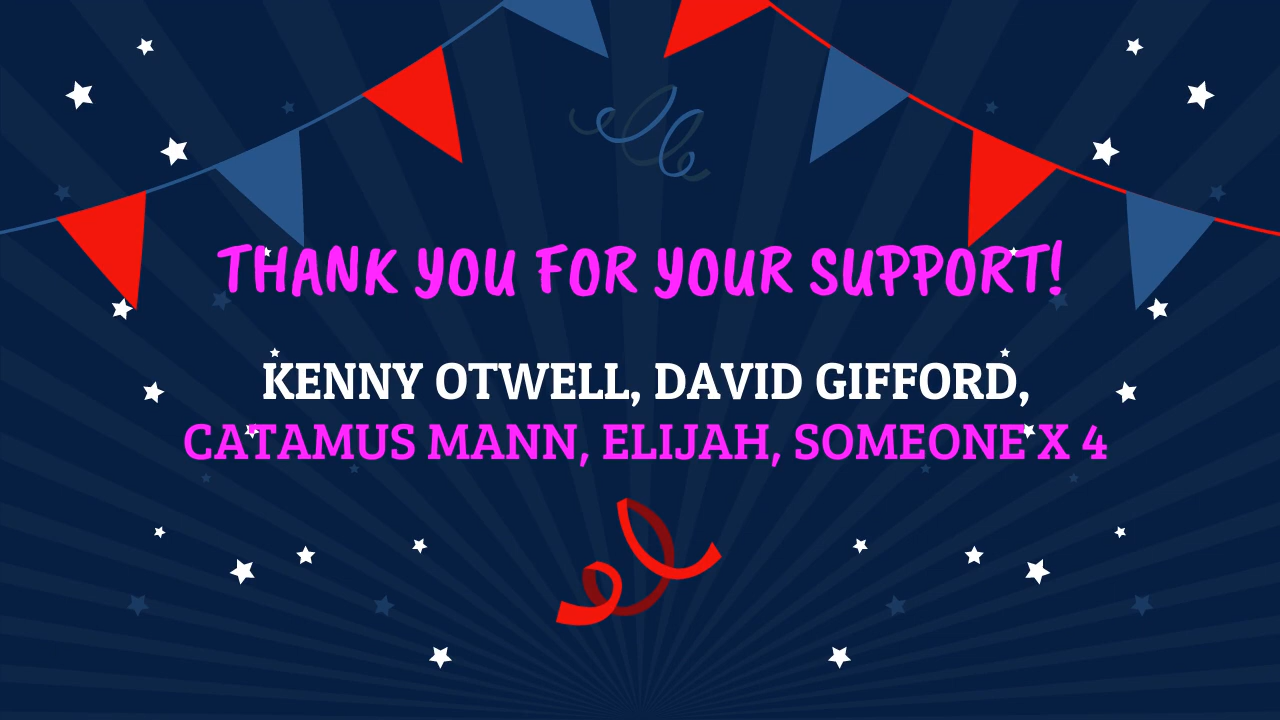 THANK YOU FOR YOUR SUPPORT!
KENNY OTWELL, DAVID GIFFORD,
CATAMUS MANN, ELIJAH, SOMEONE X 4